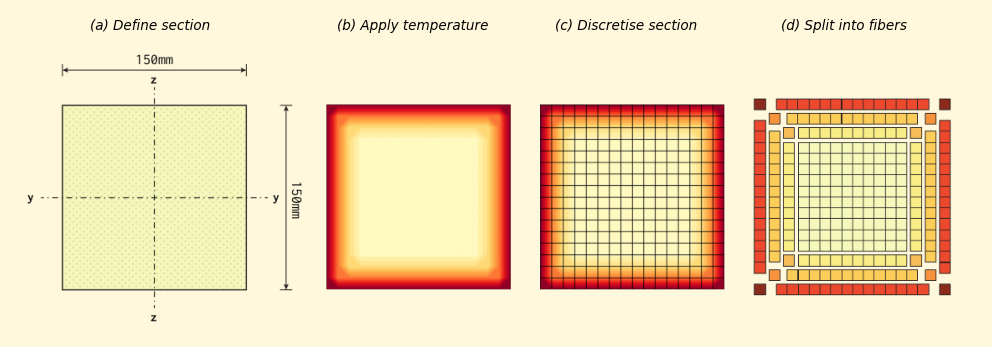 (a) Define section
(b) Apply temperature
(c) Discretise section
(d) Split into fibers
150mm
z
y
y
150mm
z